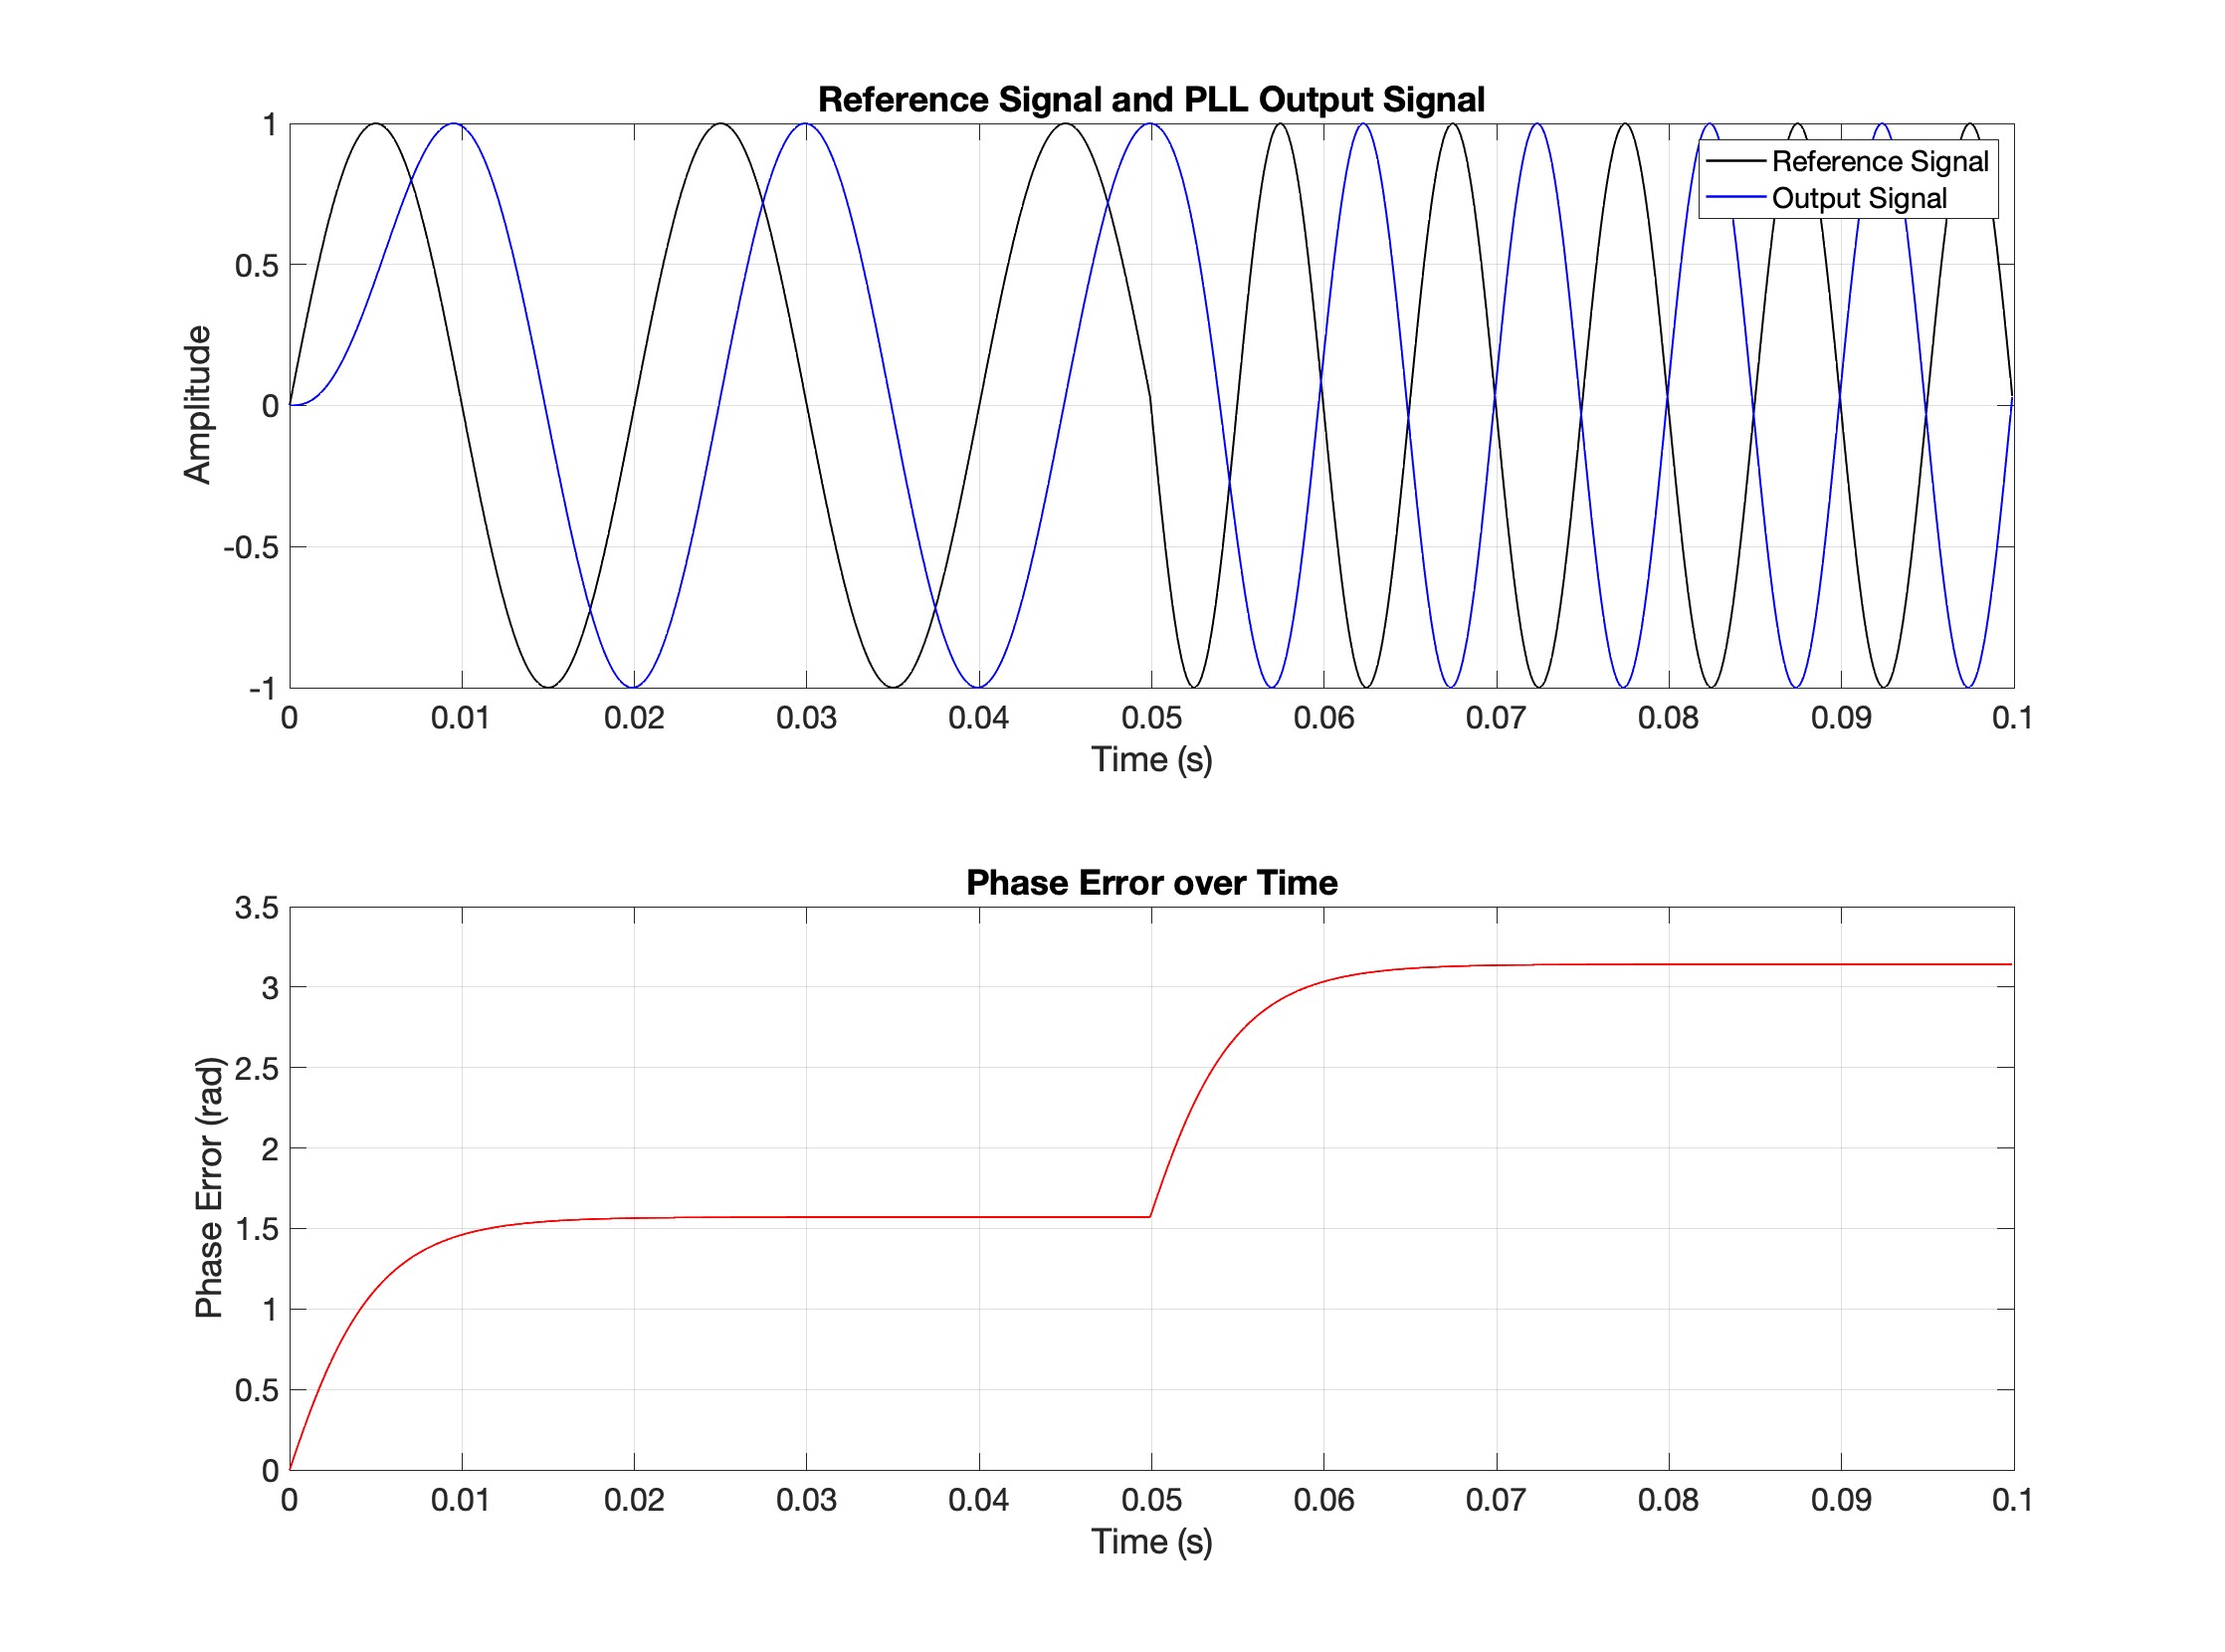 Reference Signal and PLL Output Signal
1
0.5
0
-0.5
-1
Amplitude
Reference Signal
Output Signal
0 0.01 0.02 0.03 0.04 0.05 0.06 0.07 0.08 0.09 0.1
Time (s)
Phase Error over Time
3.5
3
2.5
2
1.5
1
0.5
0
Phase Error (rad)
0 0.01 0.02 0.03 0.04 0.05 0.06 0.07 0.08 0.09 0.1
Time (s)